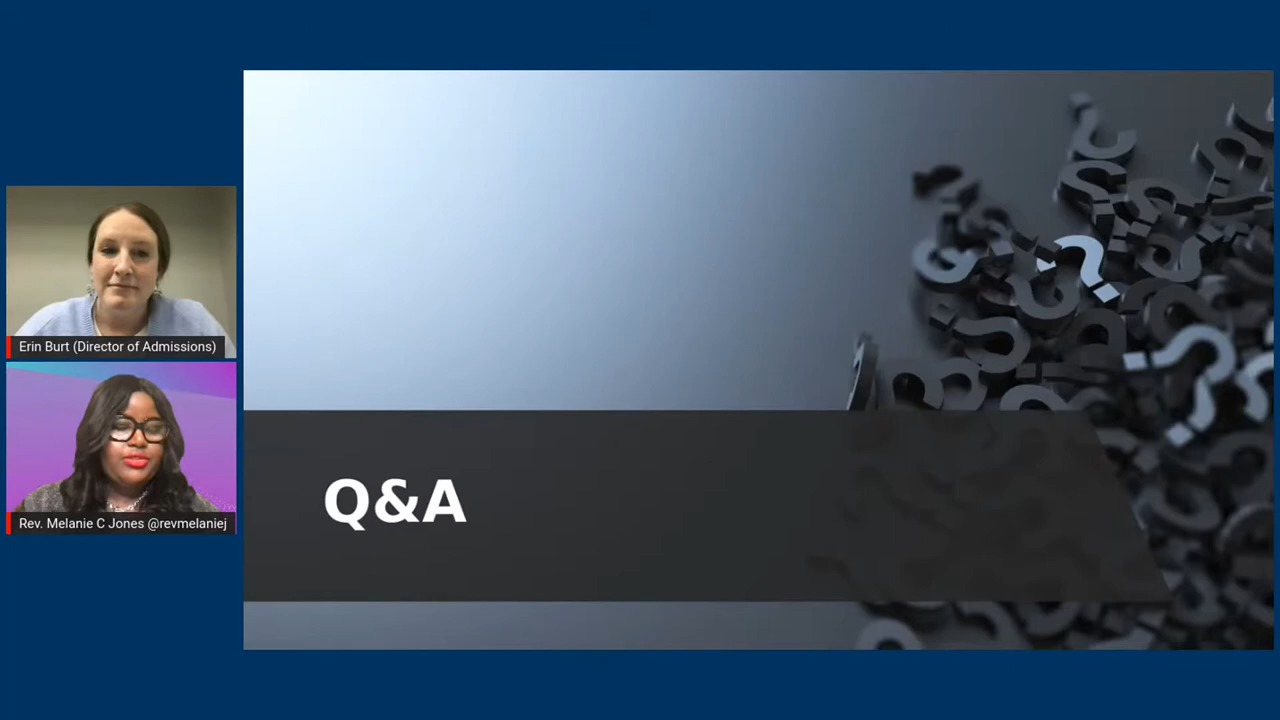 Erin Burt (Director of Admissions)
Rev. Melanie C Jones @revmelaniej
Q&A